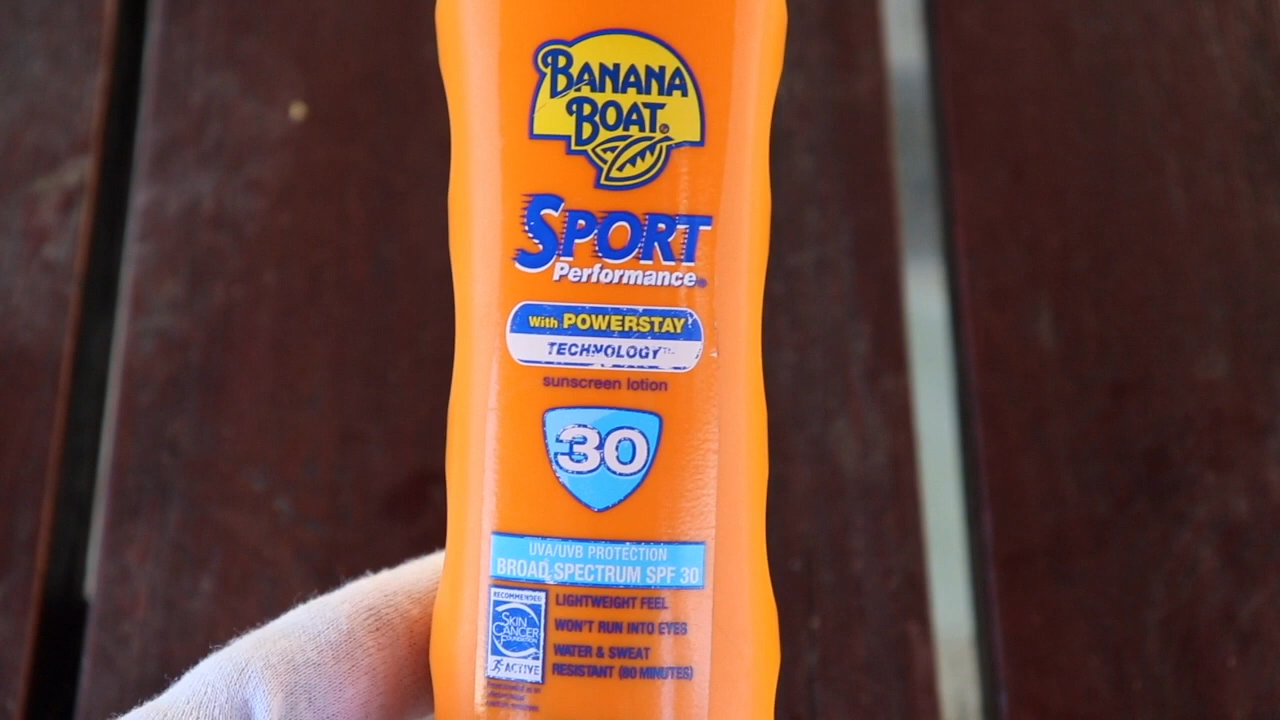 BANANA
BOAT®
SPORT
Performance®
With POWERSTAY
TECHNOLOGY™
sunscreen lotion
30
UVA/UVB PROTECTION
BROAD SPECTRUM SPF 30
RECOMMENDED
SKIN
CANCER
FOUNDATION
ACTIVE
LIGHTWEIGHT FEEL
WON'T RUN INTO EYES
WATER & SWEAT
RESISTANT (80 MINUTES)